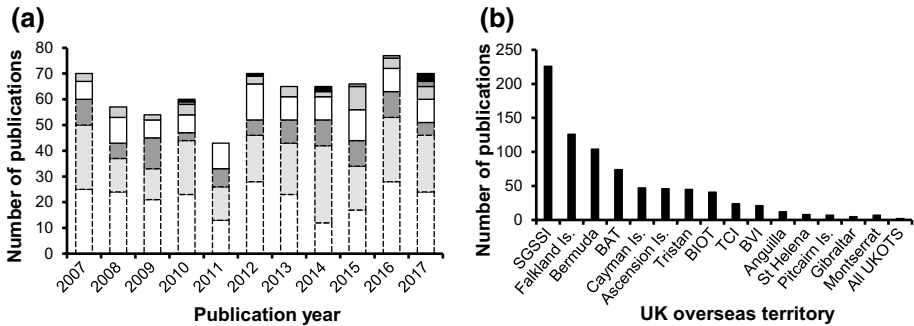 (a)
Number of publications
80
70
60
50
40
30
20
10
0
2007
2008
2009
2010
2011
2012
2013
2014
2015
2016
2017
Publication year
(b)
Number of publications
250
200
150
100
50
0
SGSSI
Falkland Is.
Bermuda
BAT
Cayman Is.
Ascension Is.
Tristan
BIOT
TCI
BVI
Anguilla
St Helena
Pitcairn Is.
Gibraltar
Montserrat
All UKOTS
UK overseas territory